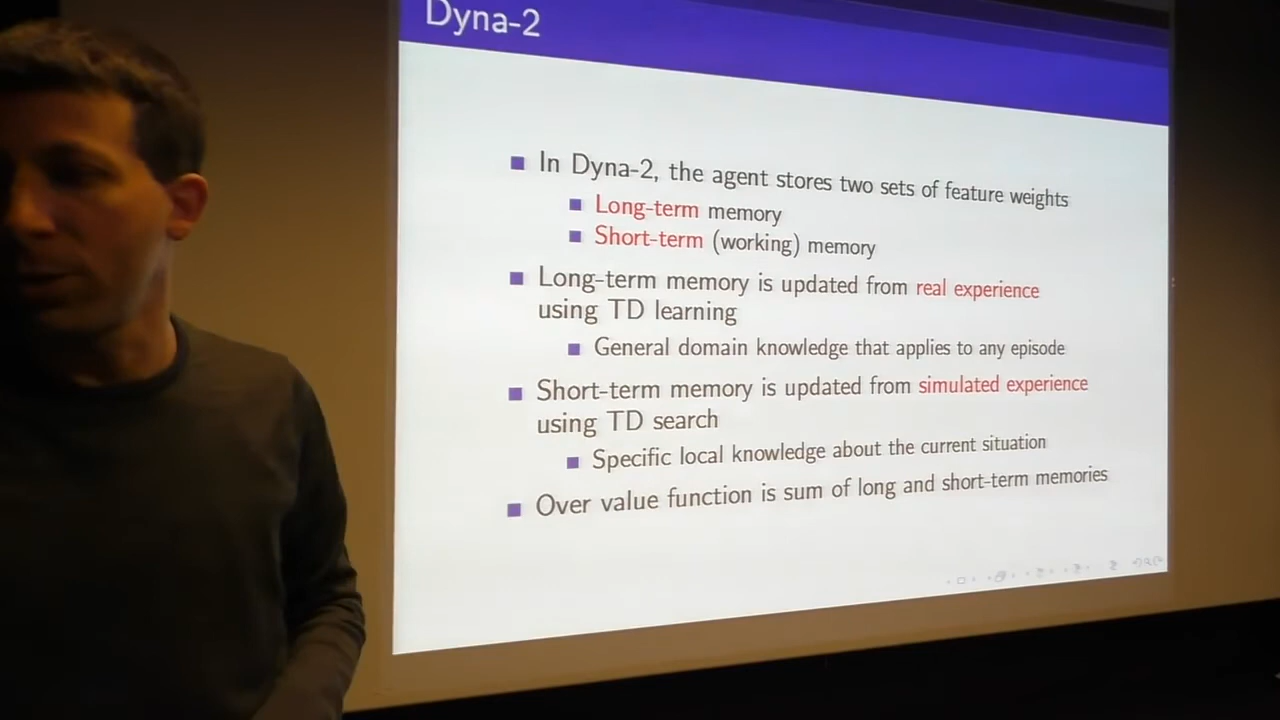 Dyna-2
In Dyna-2, the agent stores two sets of feature weights
Long-term memory
Short-term (working) memory
Long-term memory is updated from real experience
using TD learning
General domain knowledge that applies to any episode
Short-term memory is updated from simulated experience
using TD search
Specific local knowledge about the current situation
Over value function is sum of long and short-term memories